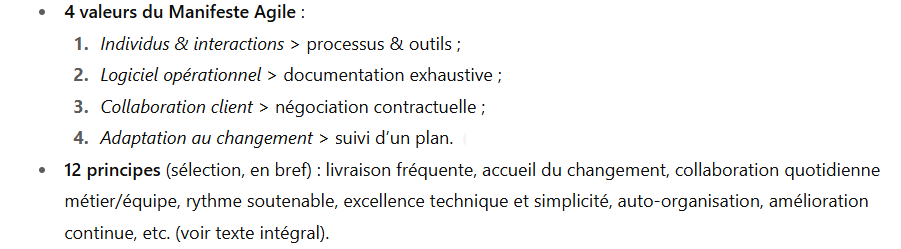 • 4 valeurs du Manifeste Agile :
1. Individus & interactions > processus & outils ;
2. Logiciel opérationnel > documentation exhaustive ;
3. Collaboration client > négociation contractuelle ;
4. Adaptation au changement > suivi d’un plan.
• 12 principes (sélection, en bref) : livraison fréquente, accueil du changement, collaboration quotidienne
métier/équipe, rythme soutenable, excellence technique et simplicité, auto-organisation, amélioration
continue, etc. (voir texte intégral).